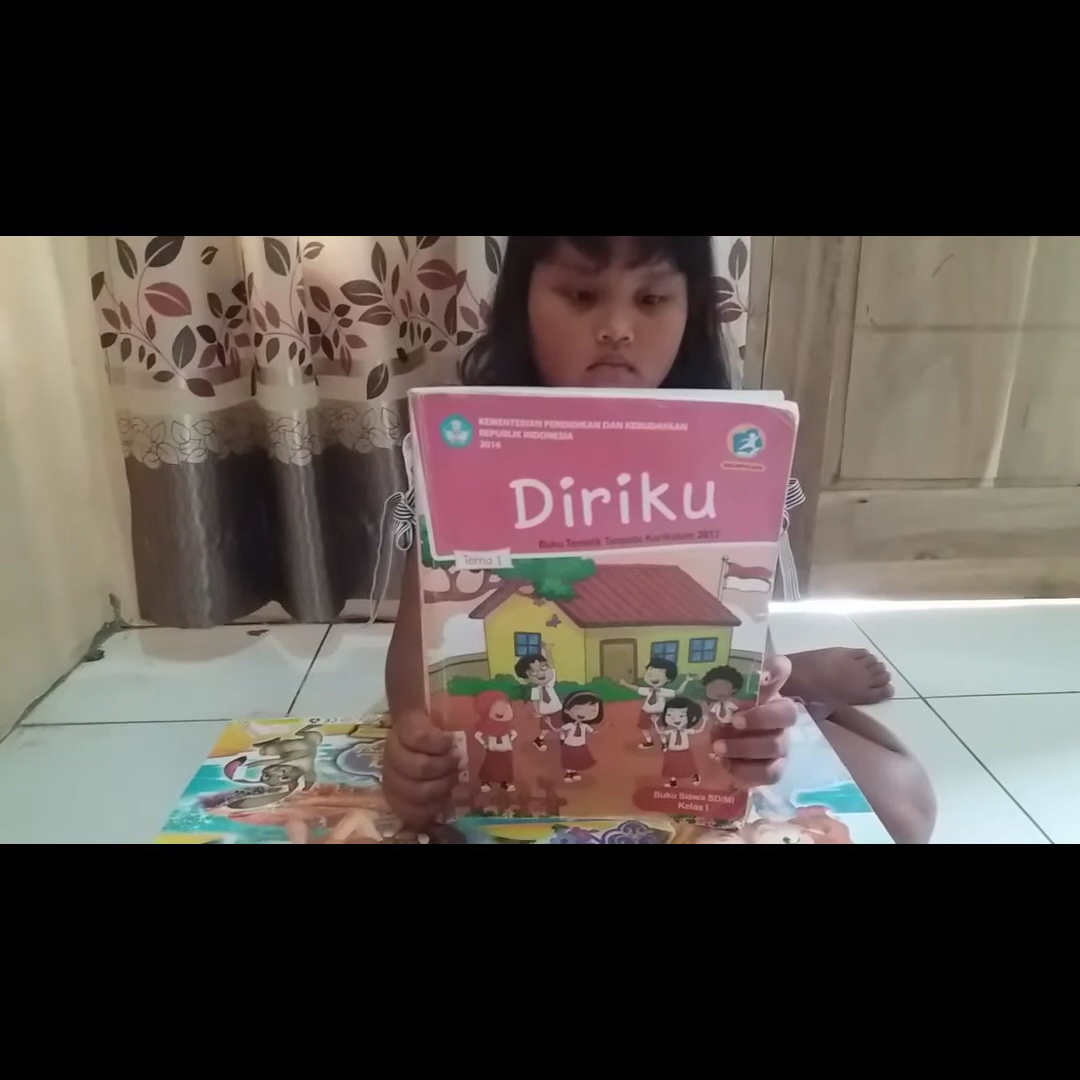 KEMENTERIAN PENDIDIKAN DAN KEBUDAYAAN
REPUBLIK INDONESIA
2016
Diriku
Buku Tematik Terpadu Kurikulum 2013
Tema 1
Buku Siswa SD/MI
Kelas I